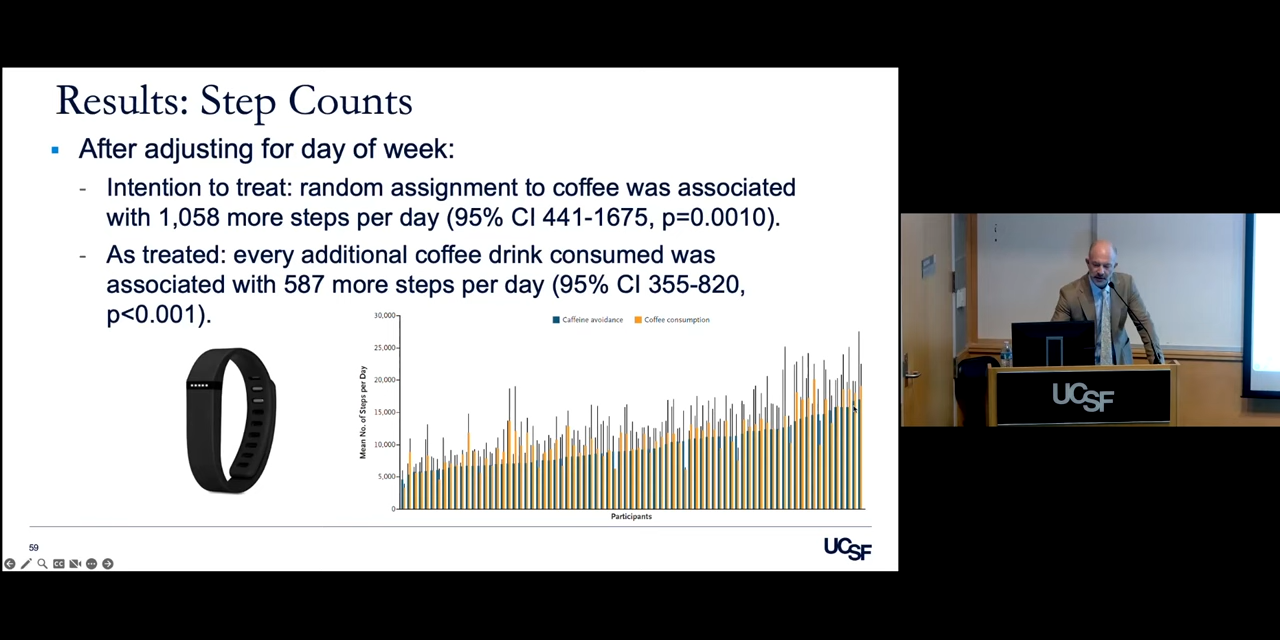 Results: Step Counts
After adjusting for day of week:
- Intention to treat: random assignment to coffee was associated
with 1,058 more steps per day (95% CI 441-1675, p=0.0010).
- As treated: every additional coffee drink consumed was
associated with 587 more steps per day (95% CI 355-820,
p<0.001).
Caffeine avoidance Coffee consumption
Mean No. of Steps per Day
30,000
25,000
20,000
15,000
10,000
5,000
0
Participants
59
UCSF
CC
UCSF